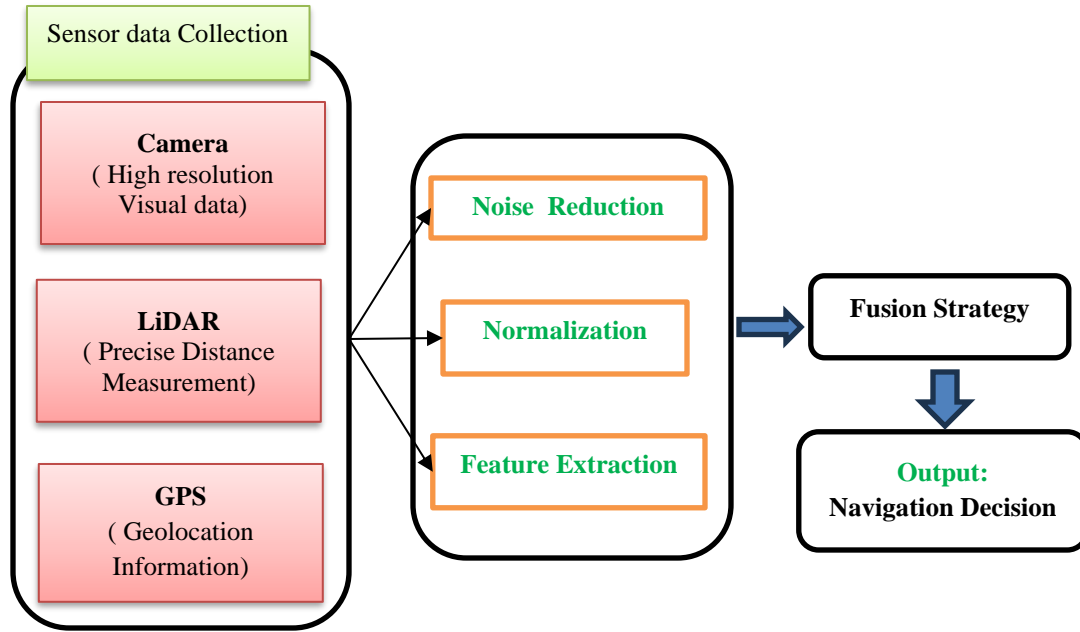 Sensor data Collection
Camera
( High resolution
Visual data)
LiDAR
( Precise Distance
Measurement)
GPS
( Geolocation
Information)
Noise Reduction
Normalization
Feature Extraction
Fusion Strategy
Output:
Navigation Decision